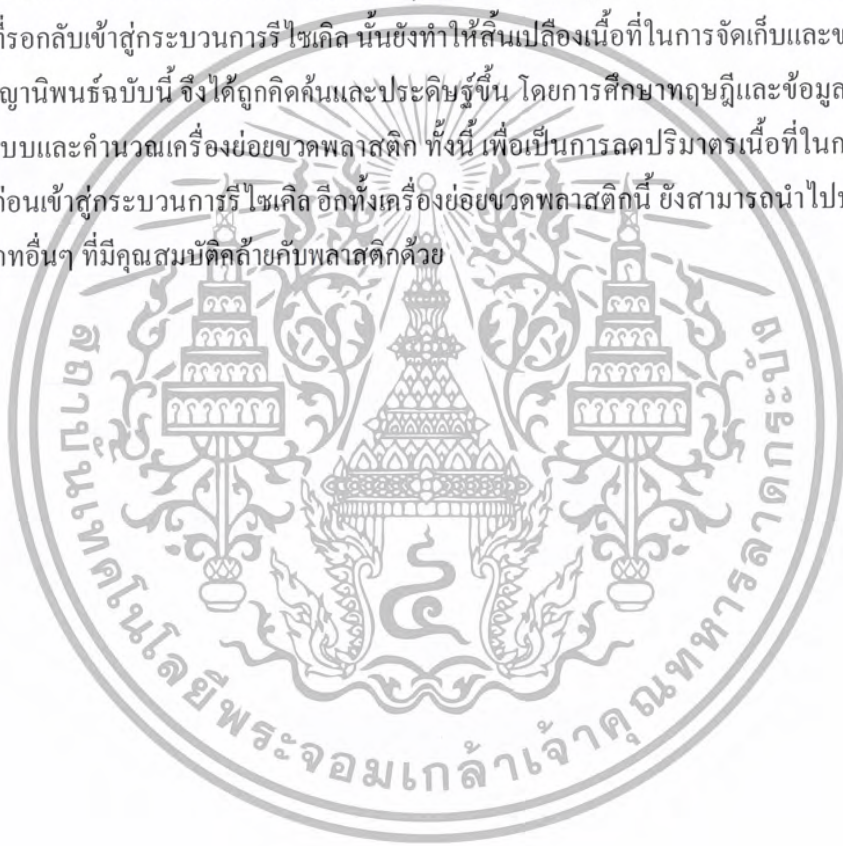 ที่รอกลับเข้าสู่กระบวนการรีไซเคิล นั้นยังทำให้สิ้นเปลืองเนื้อที่ในการจัดเก็บและ
ญานิพนธ์ฉบับนี้ จึงได้ถูกคิดค้นและประดิษฐ์ขึ้น โดยการศึกษาทฤษฎีและข้อมูล
บบและคำนวณเครื่องย่อยขวดพลาสติก ทั้งนี้ เพื่อเป็นการลดปริมาตรเนื้อที่ในก
ก่อนเข้าสู่กระบวนการรีไซเคิล อีกทั้งเครื่องย่อยขวดพลาสติกนี้ ยังสามารถนำไป
ภทอื่นๆ ที่มีคุณสมบัติคล้ายกับพลาสติกด้วย
สถาบันเทคโนโลยีพระจอมเกล้าเจ้าคุณทหารลาดกระบัง
๔